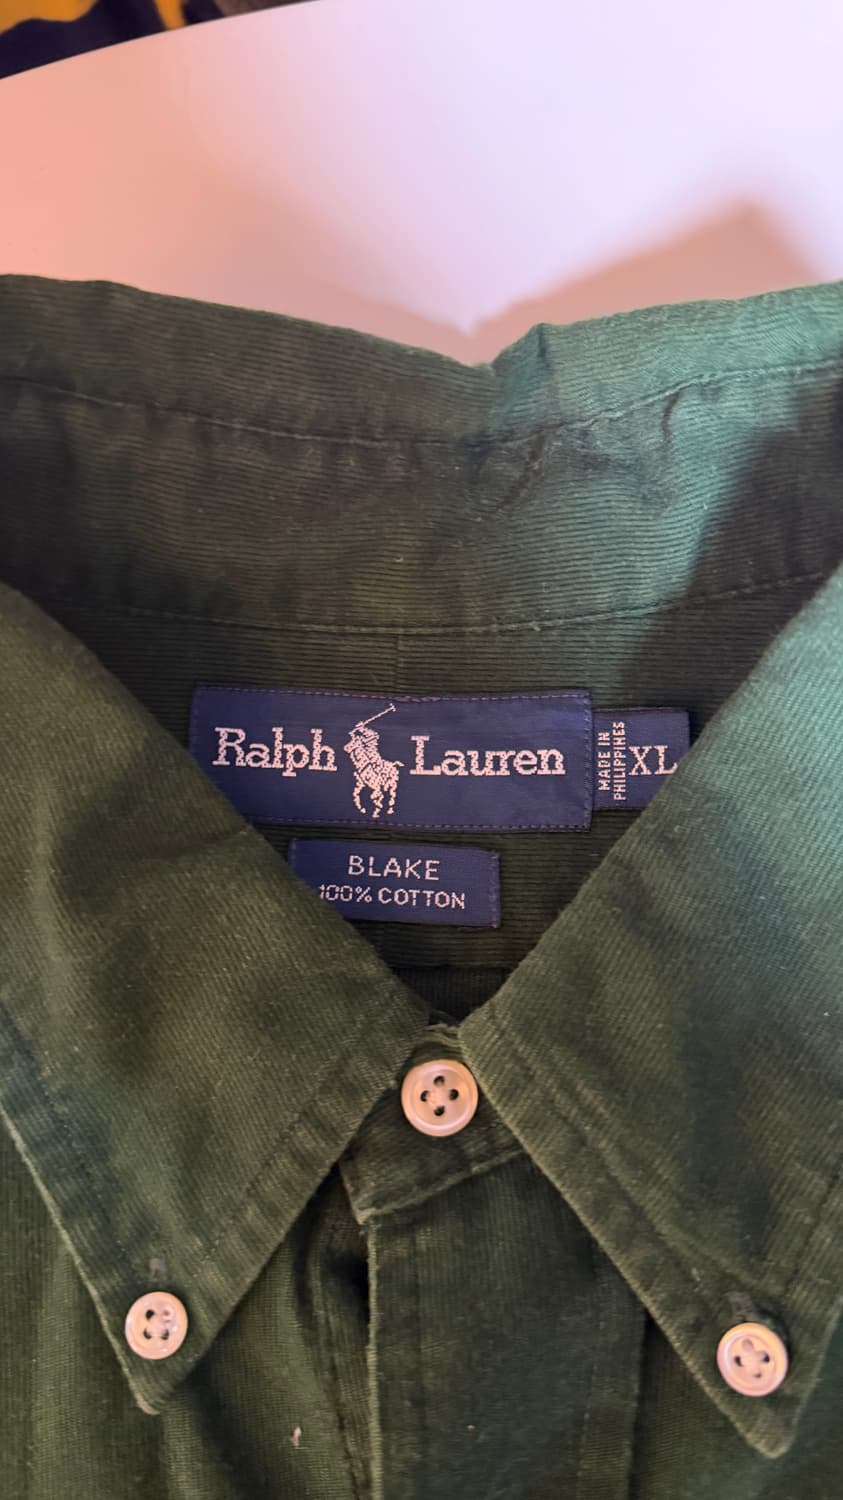 Ralph Lauren
MADE IN
PHILIPPINES
XL
BLAKE
100% COTTON